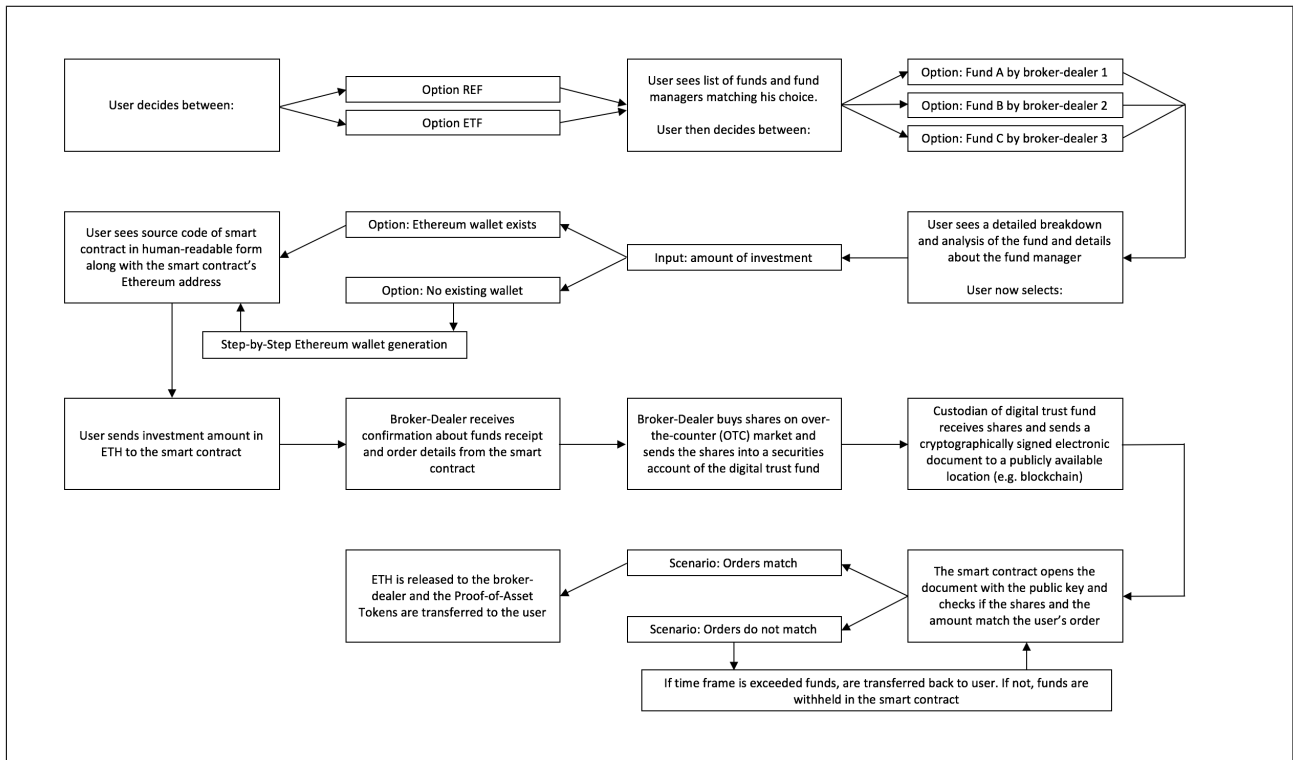 User decides between:
Option REF
Option ETF
User sees list of funds and fund
managers matching his choice.
User then decides between:
Option: Fund A by broker-dealer 1
Option: Fund B by broker-dealer 2
Option: Fund C by broker-dealer 3
User sees a detailed breakdown
and analysis of the fund and details
about the fund manager
User now selects:
Input: amount of investment
Option: Ethereum wallet exists
Option: No existing wallet
Step-by-Step Ethereum wallet generation
User sees source code of smart
contract in human-readable form
along with the smart contract’s
Ethereum address
User sends investment amount in
ETH to the smart contract
Broker-Dealer receives
confirmation about funds receipt
and order details from the smart
contract
Broker-Dealer buys shares on over-
the-counter (OTC) market and
sends the shares into a securities
account of the digital trust fund
Custodian of digital trust fund
receives shares and sends a
cryptographically signed electronic
document to a publicly available
location (e.g. blockchain)
The smart contract opens the
document with the public key and
checks if the shares and the
amount match the user’s order
Scenario: Orders match
Scenario: Orders do not match
If time frame is exceeded funds, are transferred back to user. If not, funds are
withheld in the smart contract
ETH is released to the broker-
dealer and the Proof-of-Asset
Tokens are transferred to the user